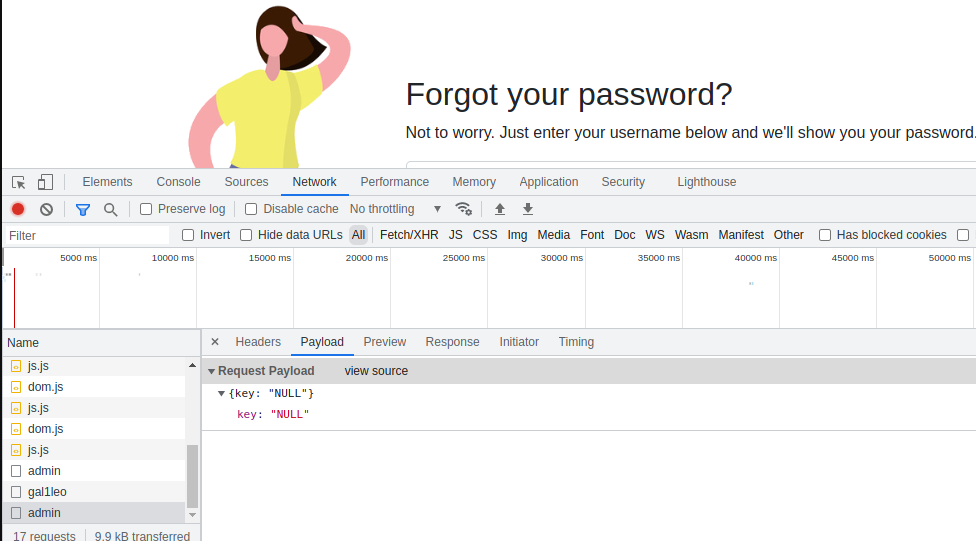 Forgot your password?
Not to worry. Just enter your username below and we'll show you your password.
Elements Console Sources Network Performance Memory Application Security Lighthouse
Preserve log Disable cache No throttling
Filter Invert Hide data URLs All Fetch/XHR JS CSS Img Media Font Doc WS Wasm Manifest Other Has blocked cookies
5000 ms 10000 ms 15000 ms 20000 ms 25000 ms 30000 ms 35000 ms 40000 ms 45000 ms 50000 ms
Name × Headers Payload Preview Response Initiator Timing
js.js
dom.js
js.js
dom.js
js.js
admin
gal1leo
admin
17 requests 9.9 kB transferred
Request Payload view source
{key: "NULL"}
key: "NULL"